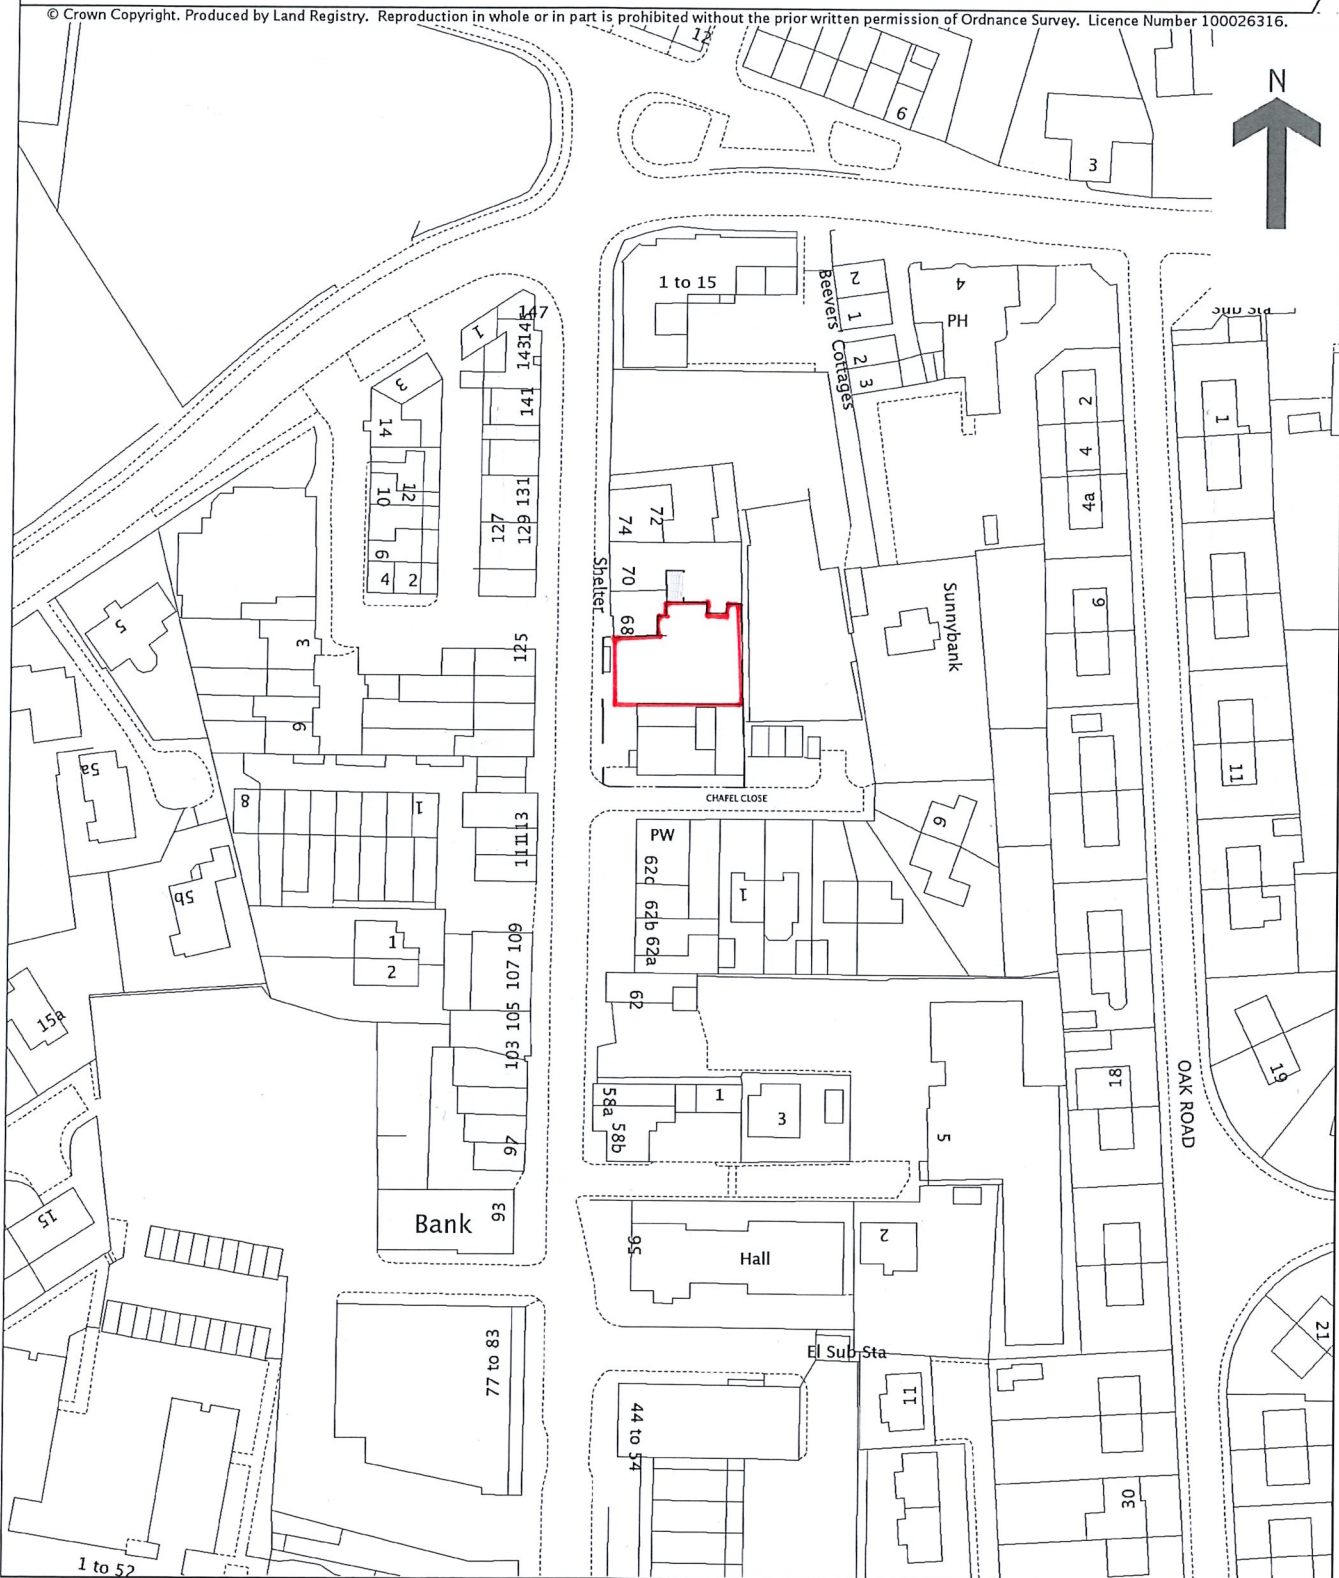 © Crown Copyright. Produced by Land Registry. Reproduction in whole or in part is prohibited without the prior written permission of Ordnance Survey. Licence Number 100026316.
12
N
6
3
1 to 15
2
1
Beevers Cottages
2
3
4
PH
Sub Sta
147
145
143
1
3
141
14
12
10
131
129
127
6
4
2
2
4
4a
1
72
74
70
68
Shelter
Sunnybank
6
5
3
125
9
5a
11
8
1
113
111
CHAPEL CLOSE
PW
62c
62b
62a
62
1
9
5b
109
107
105
103
1
2
15a
OAK ROAD
19
18
58a
58b
1
3
5
97
15
Bank
93
95
Hall
2
77 to 83
El Sub Sta
21
11
44 to 54
30
1 to 52